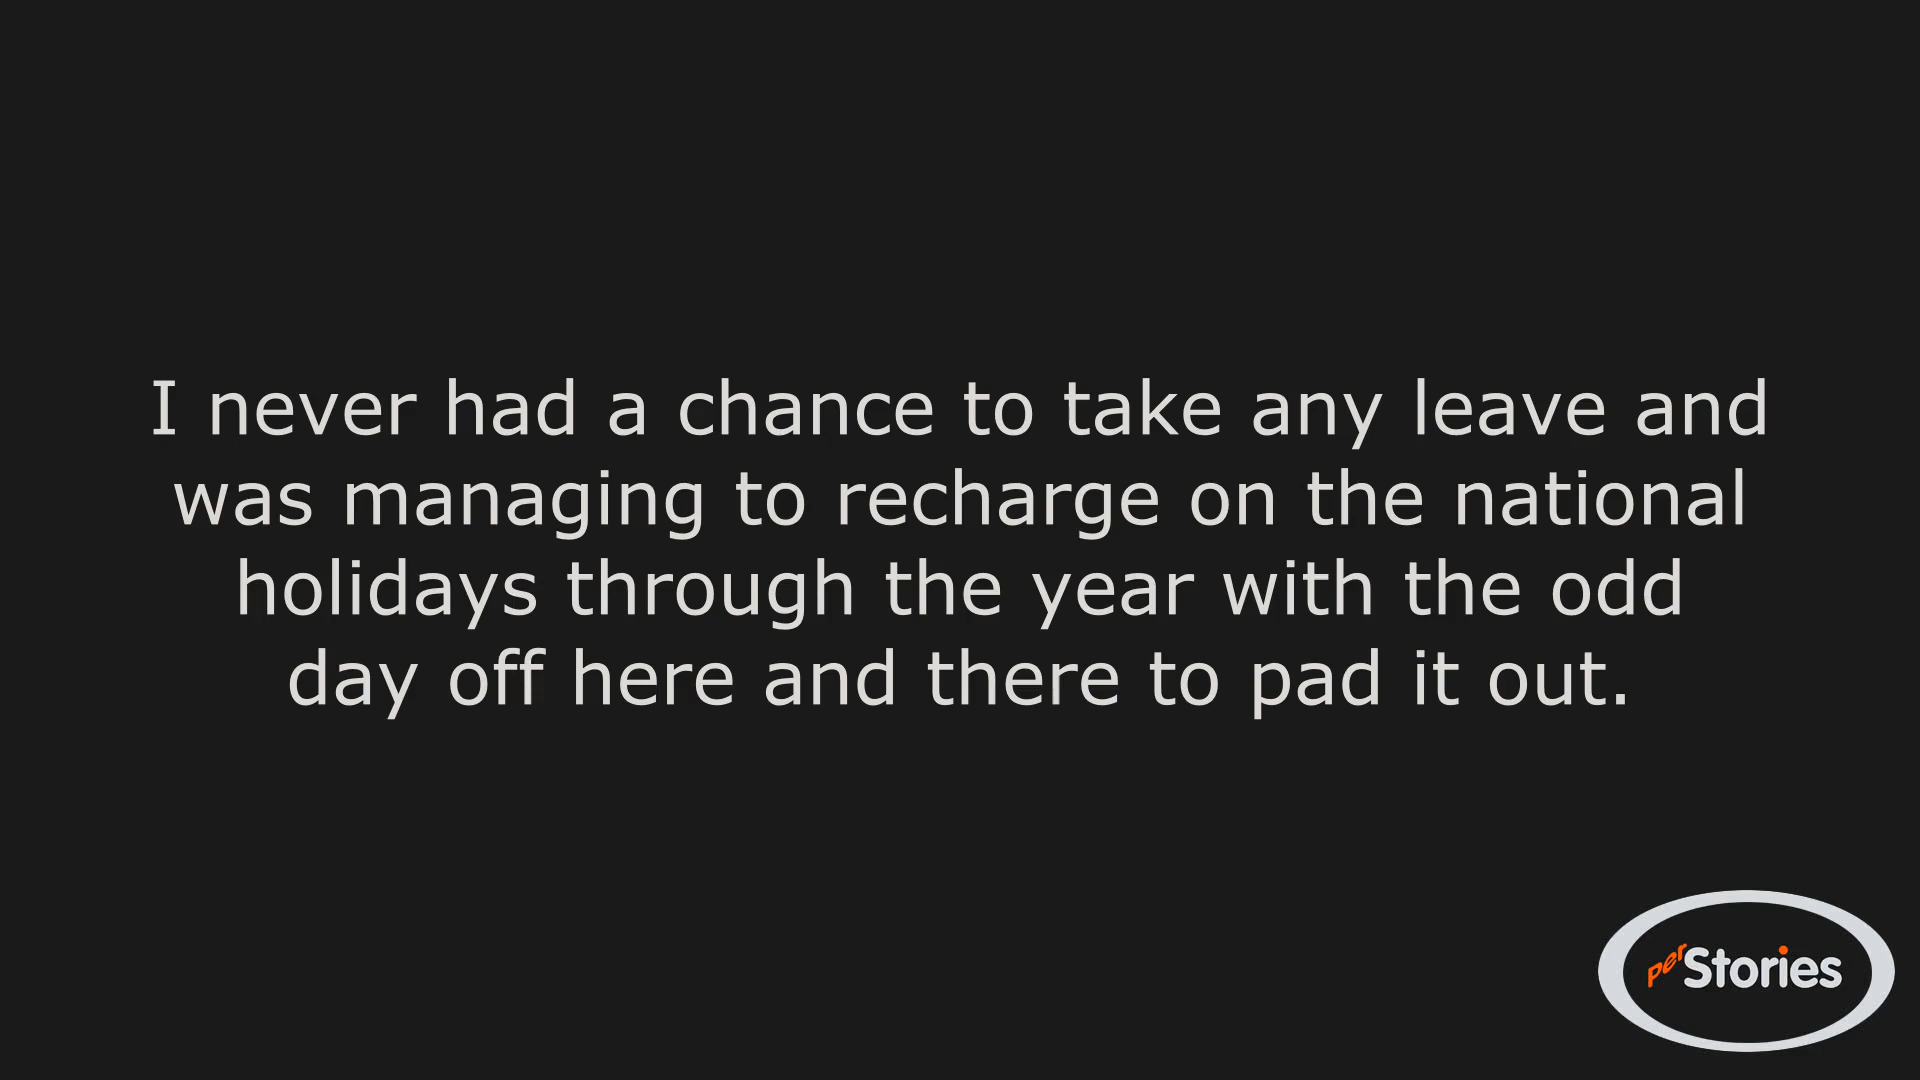 I never had a chance to take any leave and
was managing to recharge on the national
holidays through the year with the odd
day off here and there to pad it out.
perStories